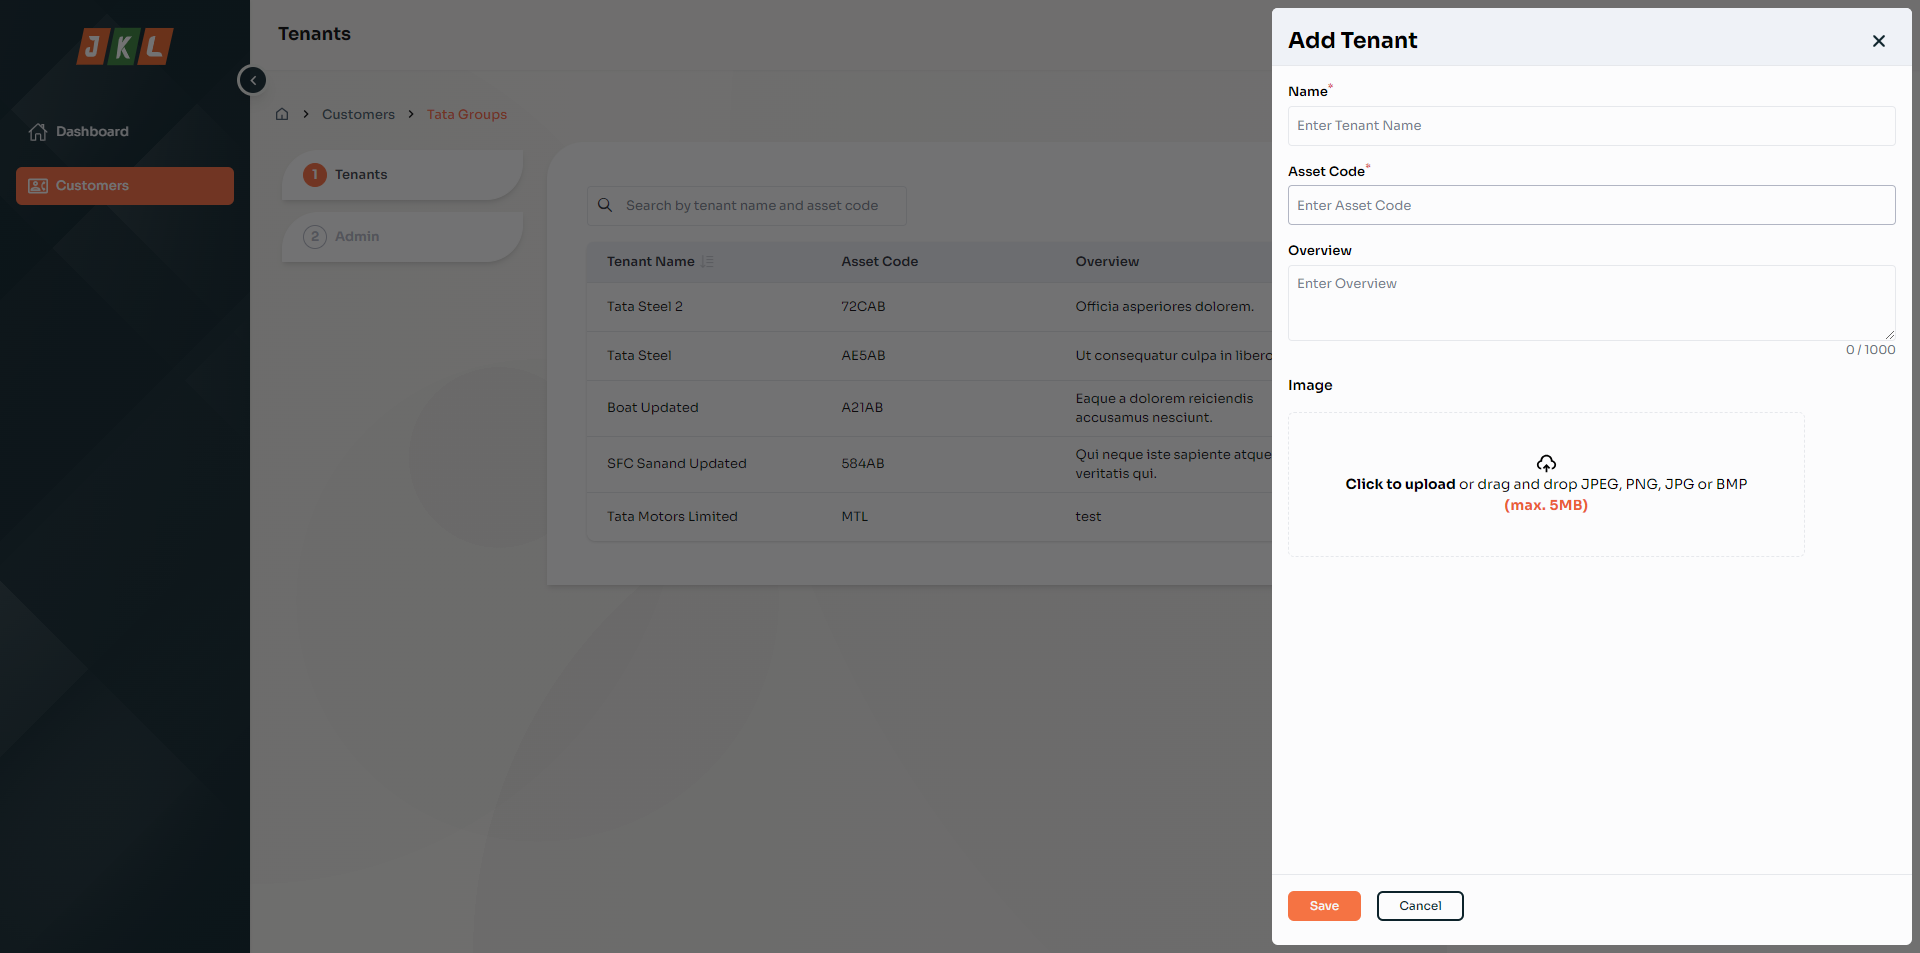 JKL
Dashboard
Customers
Tenants
Customers
Tata Groups
1 Tenants
2 Admin
Search by tenant name and asset code
Tenant Name Asset Code Overview
Tata Steel 2 72CAB Officia asperiores dolorem.
Tata Steel AE5AB Ut consequatur culpa in libero
Boat Updated A21AB Eaque a dolorem reiciendis
accusamus nesciunt.
SFC Sanand Updated 584AB Qui neque iste sapiente atque
veritatis qui.
Tata Motors Limited MTL test
Add Tenant
Name*
Enter Tenant Name
Asset Code*
Enter Asset Code
Overview
Enter Overview
0 / 1000
Image
Click to upload or drag and drop JPEG, PNG, JPG or BMP
(max. 5MB)
Save Cancel